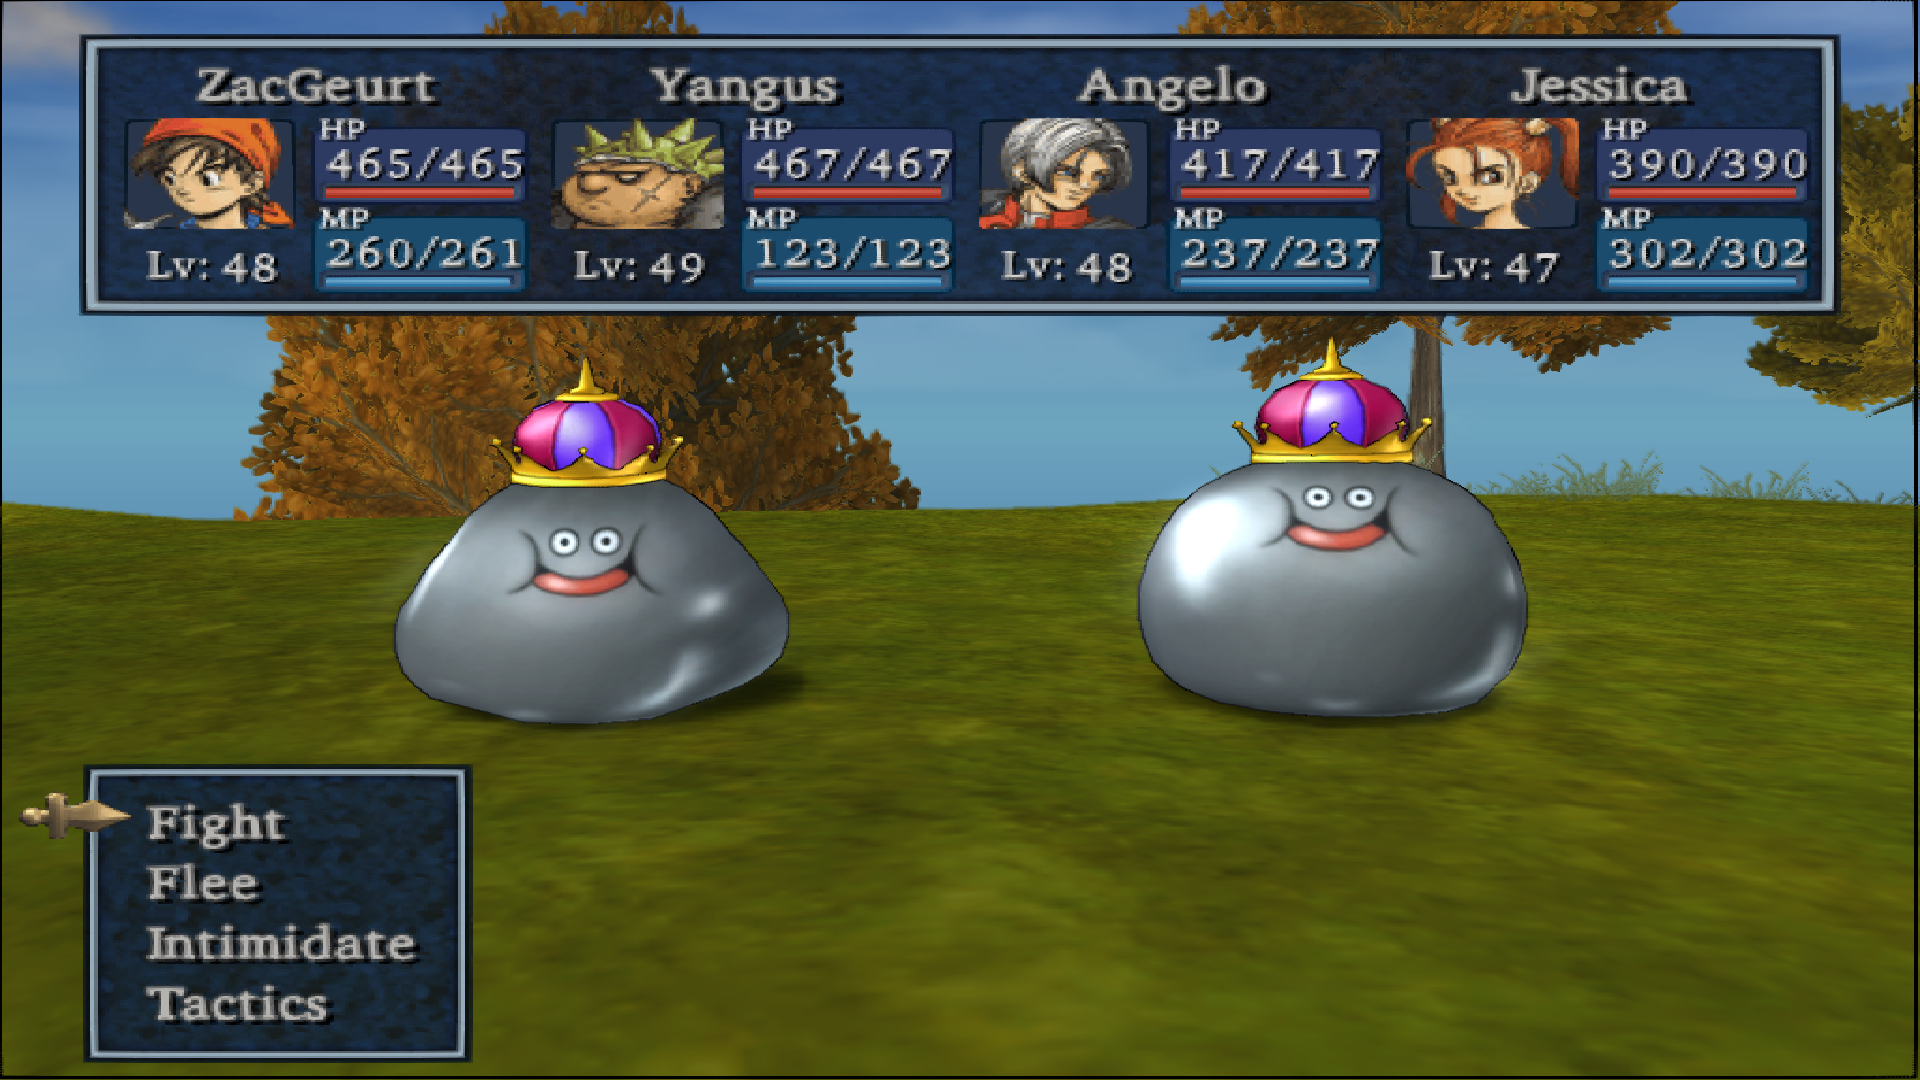 ZacGeurt Yangus Angelo Jessica
HP HP HP HP
465/465 467/467 417/417 390/390
MP MP MP MP
Lv: 48 260/261 Lv: 49 123/123 Lv: 48 237/237 Lv: 47 302/302
Fight
Flee
Intimidate
Tactics